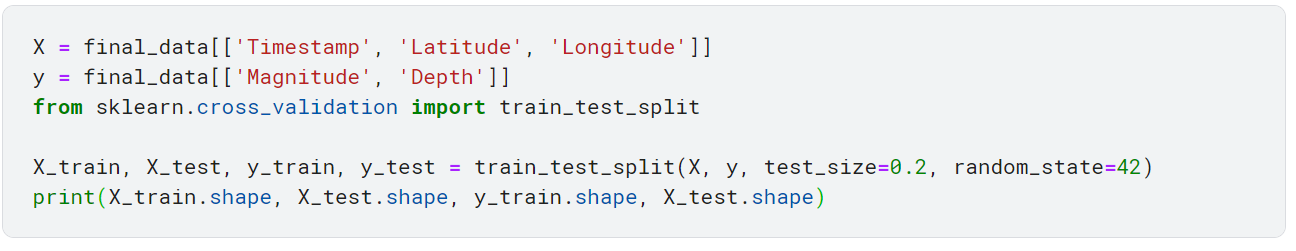 X = final_data[['Timestamp', 'Latitude', 'Longitude']]
y = final_data[['Magnitude', 'Depth']]
from sklearn.cross_validation import train_test_split
X_train, X_test, y_train, y_test = train_test_split(X, y, test_size=0.2, random_state=42)
print(X_train.shape, X_test.shape, y_train.shape, X_test.shape)